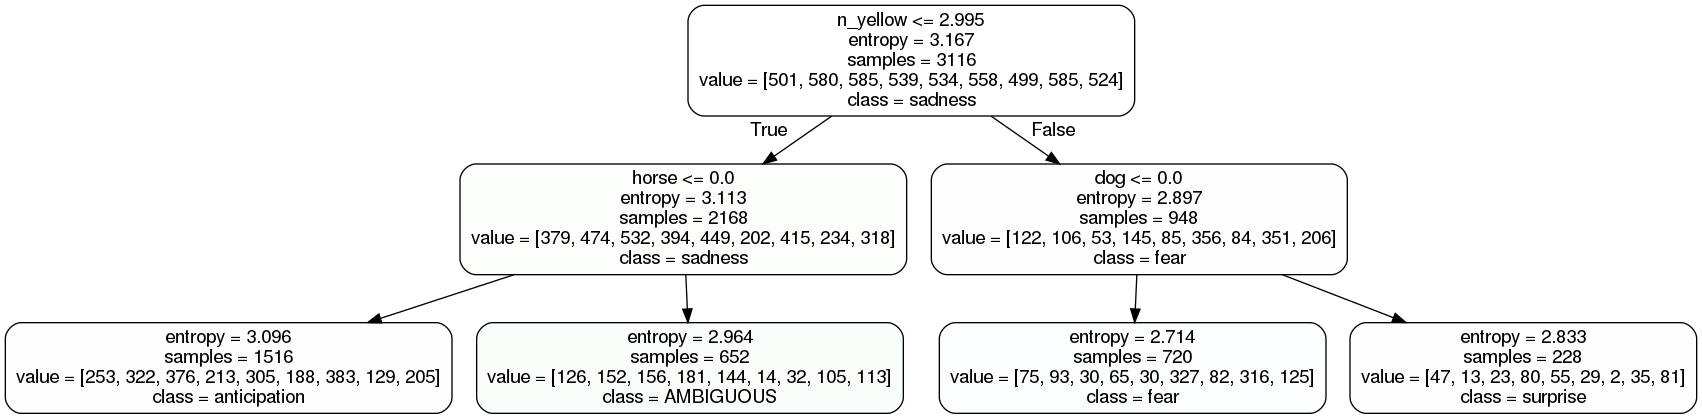 n_yellow <= 2.995
entropy = 3.167
samples = 3116
value = [501, 580, 585, 539, 534, 558, 499, 585, 524]
class = sadness
True
False
horse <= 0.0
entropy = 3.113
samples = 2168
value = [379, 474, 532, 394, 449, 202, 415, 234, 318]
class = sadness
dog <= 0.0
entropy = 2.897
samples = 948
value = [122, 106, 53, 145, 85, 356, 84, 351, 206]
class = fear
entropy = 3.096
samples = 1516
value = [253, 322, 376, 213, 305, 188, 383, 129, 205]
class = anticipation
entropy = 2.964
samples = 652
value = [126, 152, 156, 181, 144, 14, 32, 105, 113]
class = AMBIGUOUS
entropy = 2.714
samples = 720
value = [75, 93, 30, 65, 30, 327, 82, 316, 125]
class = fear
entropy = 2.833
samples = 228
value = [47, 13, 23, 80, 55, 29, 2, 35, 81]
class = surprise